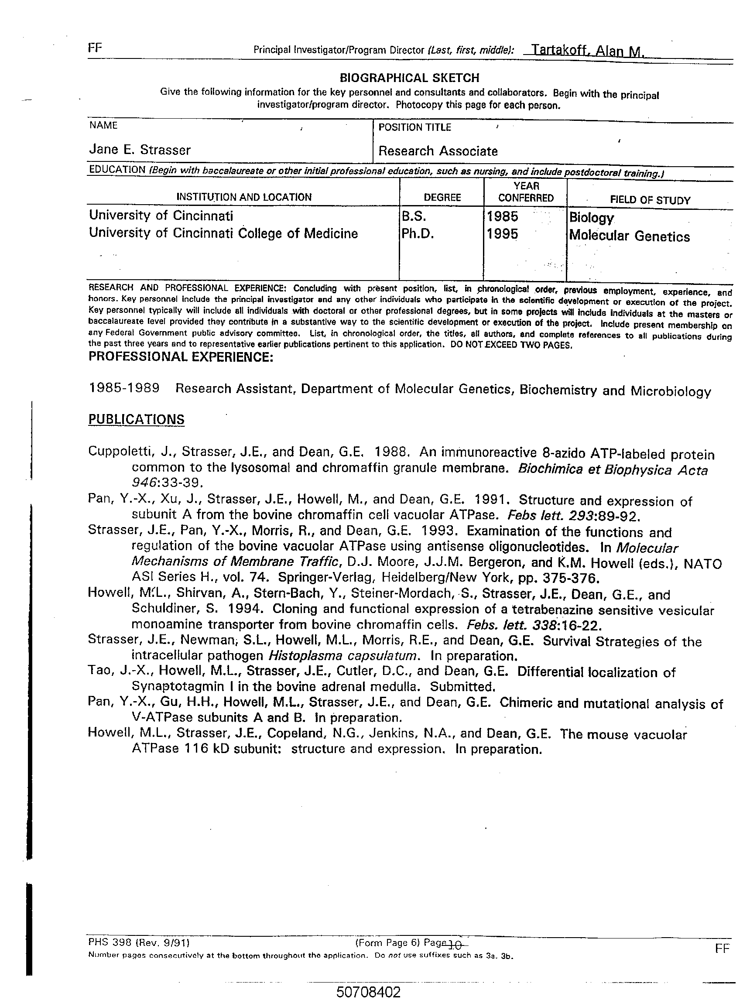 FF
Principal Investigator/Program Director (Last, first, middle): Tartakoff, Alan M.
BIOGRAPHICAL SKETCH
Give the following information for the key personnel and consultants and collaborators. Begin with the principal
investigator/program director. Photocopy this page for each person.
NAME
POSITION TITLE
Jane E. Strasser
Research Associate
EDUCATION (Begin with baccalaureate or other initial professional education, such as nursing, and include postdoctoral training.)
INSTITUTION AND LOCATION
DEGREE
YEAR
CONFERRED
FIELD OF STUDY
University of Cincinnati B.S. 1985 Biology
University of Cincinnati College of Medicine Ph.D. 1995 Molecular Genetics
RESEARCH AND PROFESSIONAL EXPERIENCE: Concluding with present position, list, in chronological order, previous employment, experience, and
honors. Key personnel include the principal investigator and any other individuals who participate in the scientific development or execution of the project.
Key personnel typically will include all individuals with doctoral or other professional degrees, but in some projects will include individuals at the masters or
baccalaureate level provided they contribute in a substantive way to the scientific development or execution of the project. Include present membership on
any Federal Government public advisory committee. List, in chronological order, the titles, all authors, and complete references to all publications during
the past three years and to representative earlier publications pertinent to this application. DO NOT EXCEED TWO PAGES.
PROFESSIONAL EXPERIENCE:
1985-1989 Research Assistant, Department of Molecular Genetics, Biochemistry and Microbiology
PUBLICATIONS
Cuppoletti, J., Strasser, J.E., and Dean, G.E. 1988. An immunoreactive 8-azido ATP-labeled protein
common to the lysosomal and chromaffin granule membrane. Biochimica et Biophysica Acta
946:33-39.
Pan, Y.-X., Xu, J., Strasser, J.E., Howell, M., and Dean, G.E. 1991. Structure and expression of
subunit A from the bovine chromaffin cell vacuolar ATPase. Febs lett. 293:89-92.
Strasser, J.E., Pan, Y.-X., Morris, R., and Dean, G.E. 1993. Examination of the functions and
regulation of the bovine vacuolar ATPase using antisense oligonucleotides. In Molecular
Mechanisms of Membrane Traffic, D.J. Moore, J.J.M. Bergeron, and K.M. Howell (eds.), NATO
ASI Series H., vol. 74. Springer-Verlag, Heidelberg/New York, pp. 375-376.
Howell, M.L., Shirvan, A., Stern-Bach, Y., Steiner-Mordach, S., Strasser, J.E., Dean, G.E., and
Schuldiner, S. 1994. Cloning and functional expression of a tetrabenazine sensitive vesicular
monoamine transporter from bovine chromaffin cells. Febs. lett. 338:16-22.
Strasser, J.E., Newman, S.L., Howell, M.L., Morris, R.E., and Dean, G.E. Survival Strategies of the
intracellular pathogen Histoplasma capsulatum. In preparation.
Tao, J.-X., Howell, M.L., Strasser, J.E., Cutler, D.C., and Dean, G.E. Differential localization of
Synaptotagmin I in the bovine adrenal medulla. Submitted.
Pan, Y.-X., Gu, H.H., Howell, M.L., Strasser, J.E., and Dean, G.E. Chimeric and mutational analysis of
V-ATPase subunits A and B. In preparation.
Howell, M.L., Strasser, J.E., Copeland, N.G., Jenkins, N.A., and Dean, G.E. The mouse vacuolar
ATPase 116 kD subunit: structure and expression. In preparation.
PHS 398 (Rev. 9/91)
(Form Page 6) Page 10
FF
Number pages consecutively at the bottom throughout the application. Do not use suffixes such as 3a, 3b.
50708402